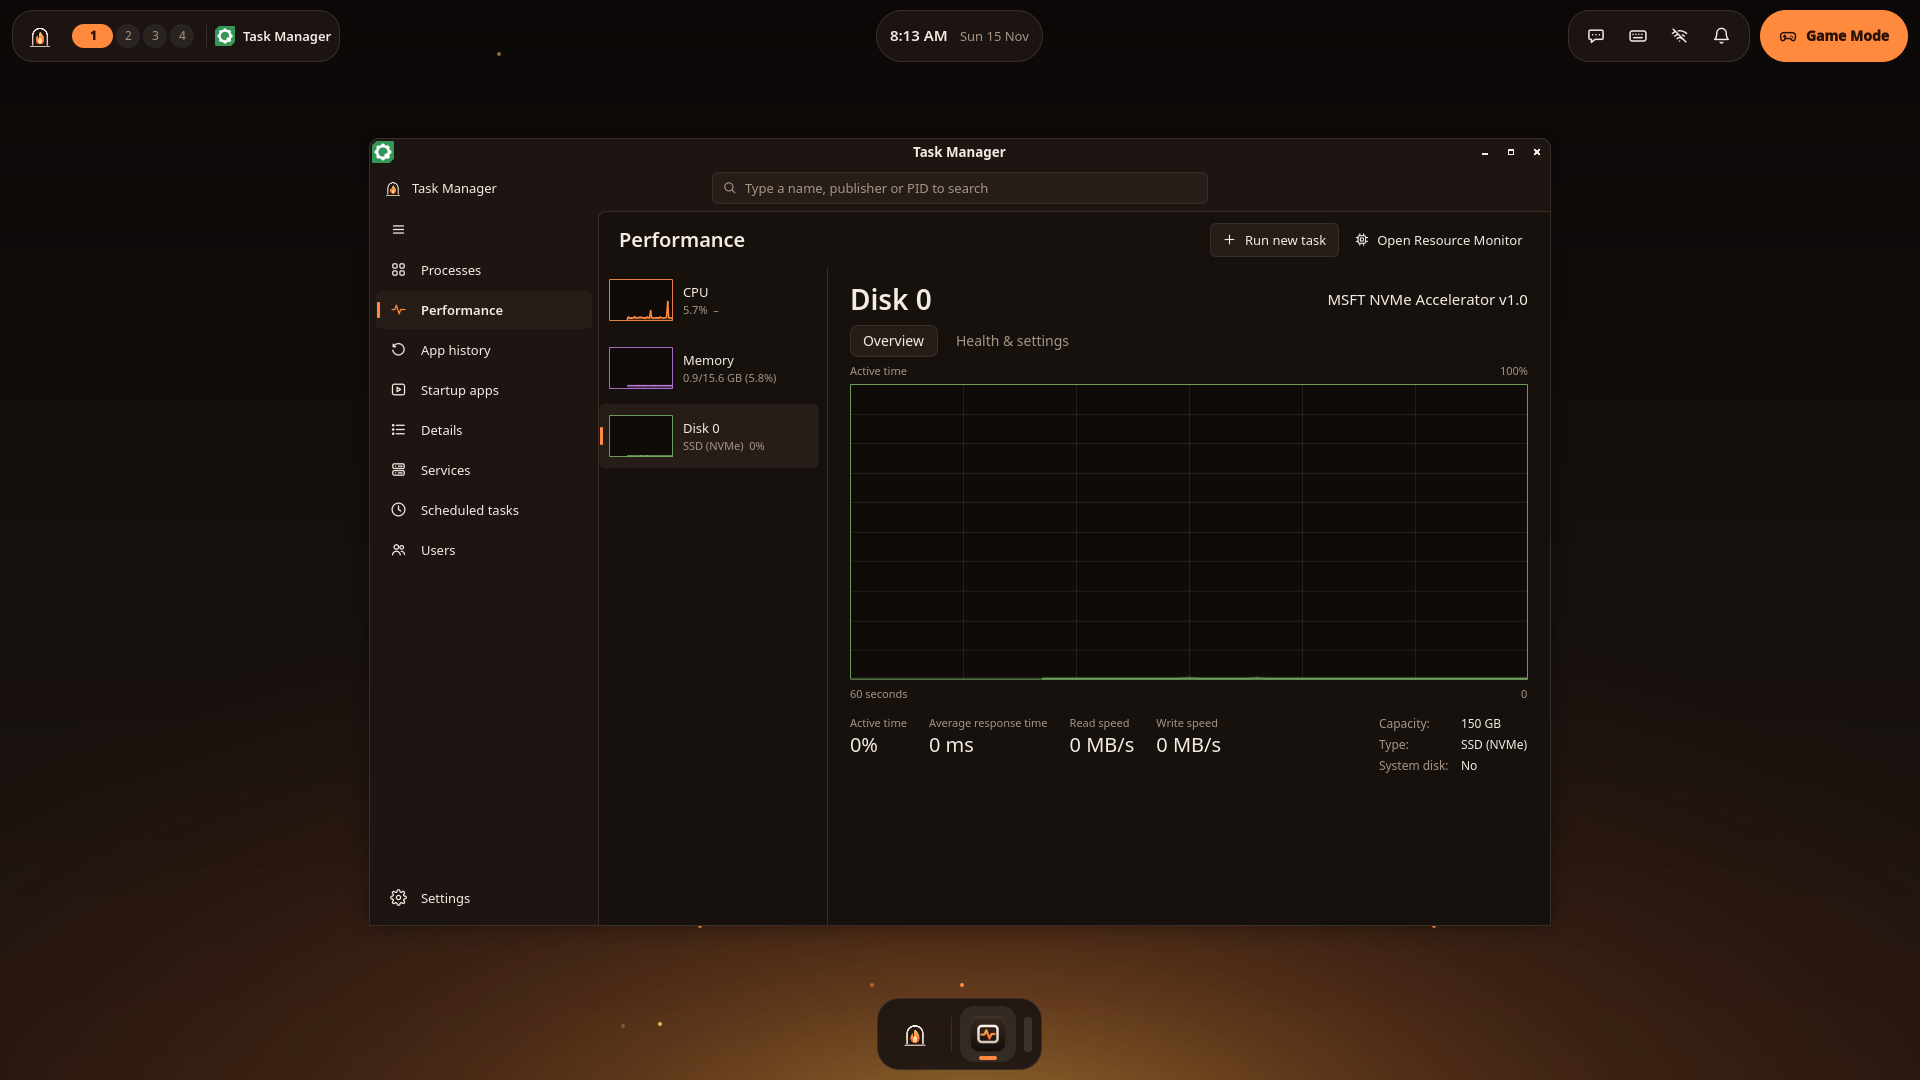 1 2 3 4 Task Manager
8:13 AM Sun 15 Nov
Game Mode
Task Manager
Task Manager
Type a name, publisher or PID to search
Processes
Performance
App history
Startup apps
Details
Services
Scheduled tasks
Users
Settings
Performance
Run new task
Open Resource Monitor
CPU
5.7% –
Memory
0.9/15.6 GB (5.8%)
Disk 0
SSD (NVMe) 0%
Disk 0
MSFT NVMe Accelerator v1.0
Overview
Health & settings
Active time 100%
60 seconds 0
Active time
0%
Average response time
0 ms
Read speed
0 MB/s
Write speed
0 MB/s
Capacity: 150 GB
Type: SSD (NVMe)
System disk: No